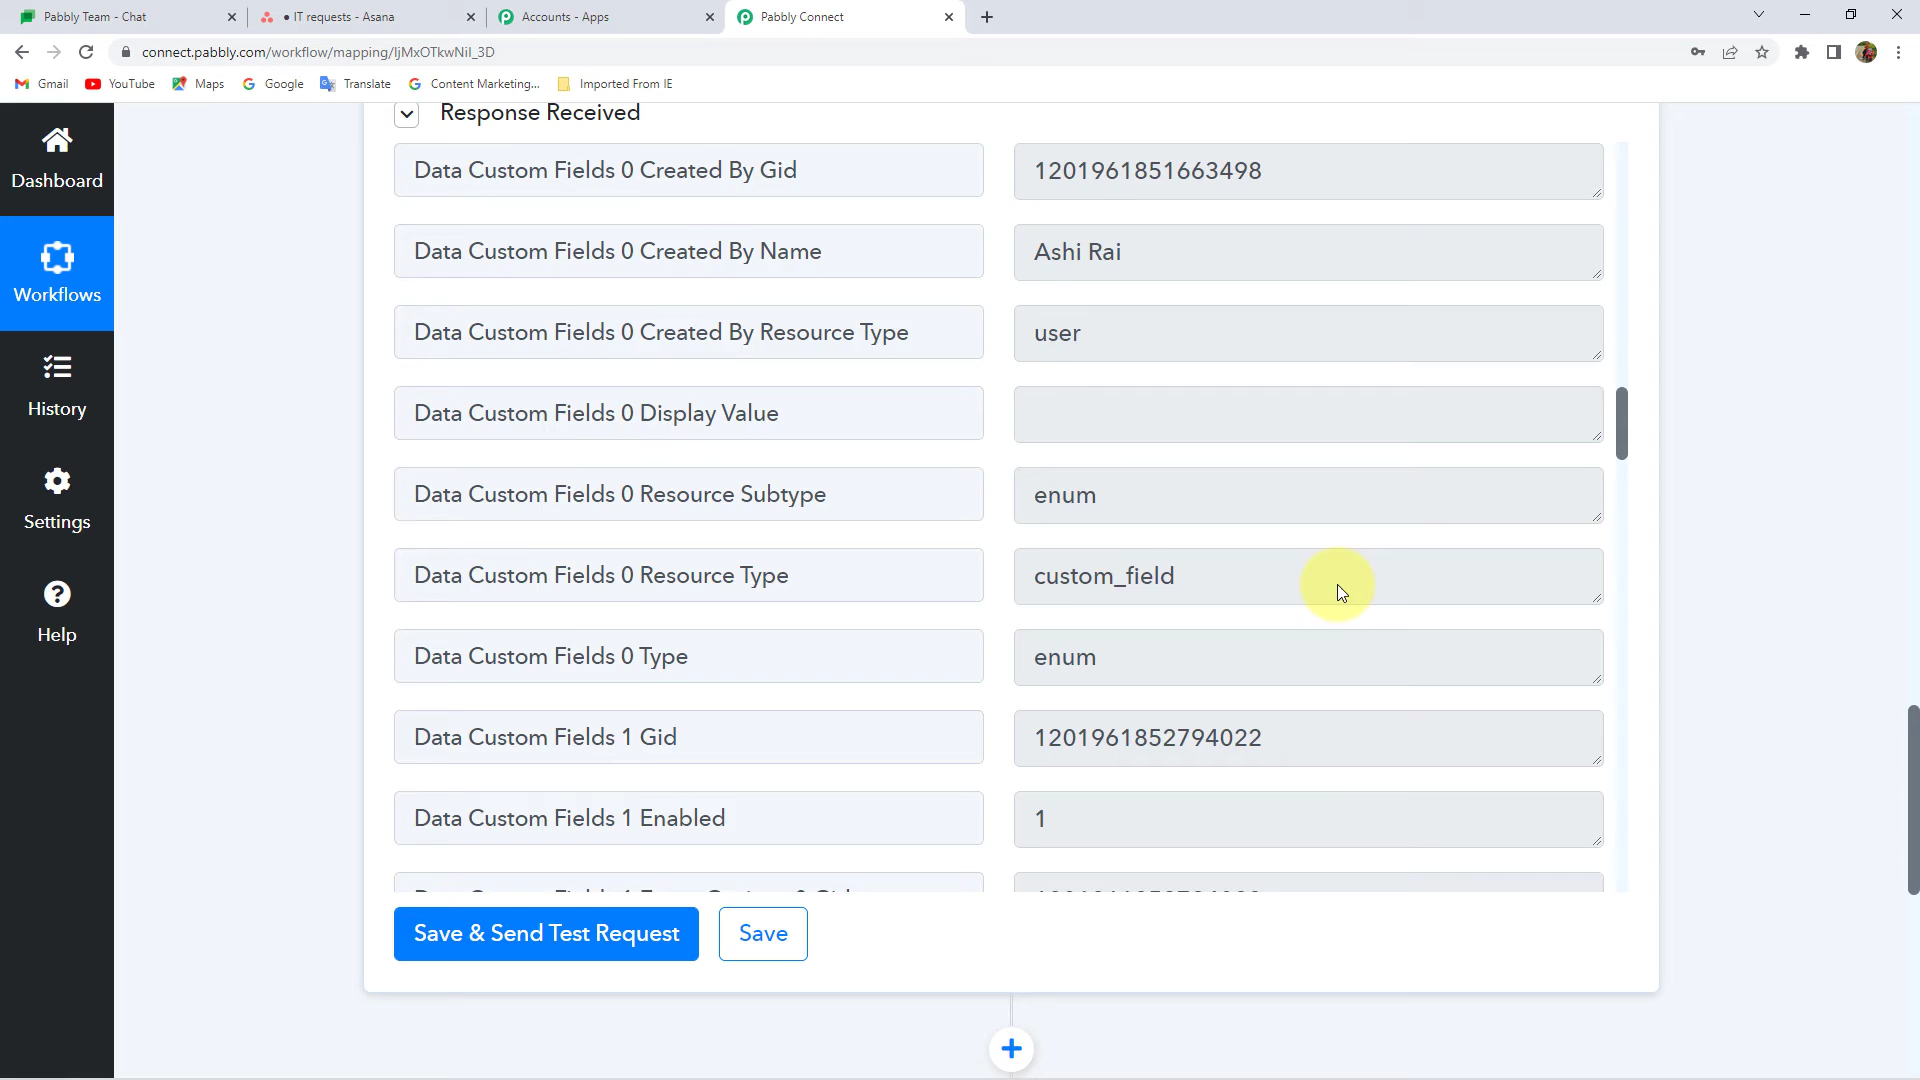 Pabbly Team - Chat
● IT requests - Asana
Accounts - Apps
Pabbly Connect
connect.pabbly.com/workflow/mapping/IjMxOTkwNiI_3D
Gmail
YouTube
Maps
Google
Translate
Content Marketing...
Imported From IE
Dashboard
Workflows
History
Settings
Help
Response Received
Data Custom Fields 0 Created By Gid
1201961851663498
Data Custom Fields 0 Created By Name
Ashi Rai
Data Custom Fields 0 Created By Resource Type
user
Data Custom Fields 0 Display Value
Data Custom Fields 0 Resource Subtype
enum
Data Custom Fields 0 Resource Type
custom_field
Data Custom Fields 0 Type
enum
Data Custom Fields 1 Gid
1201961852794022
Data Custom Fields 1 Enabled
1
Save & Send Test Request
Save